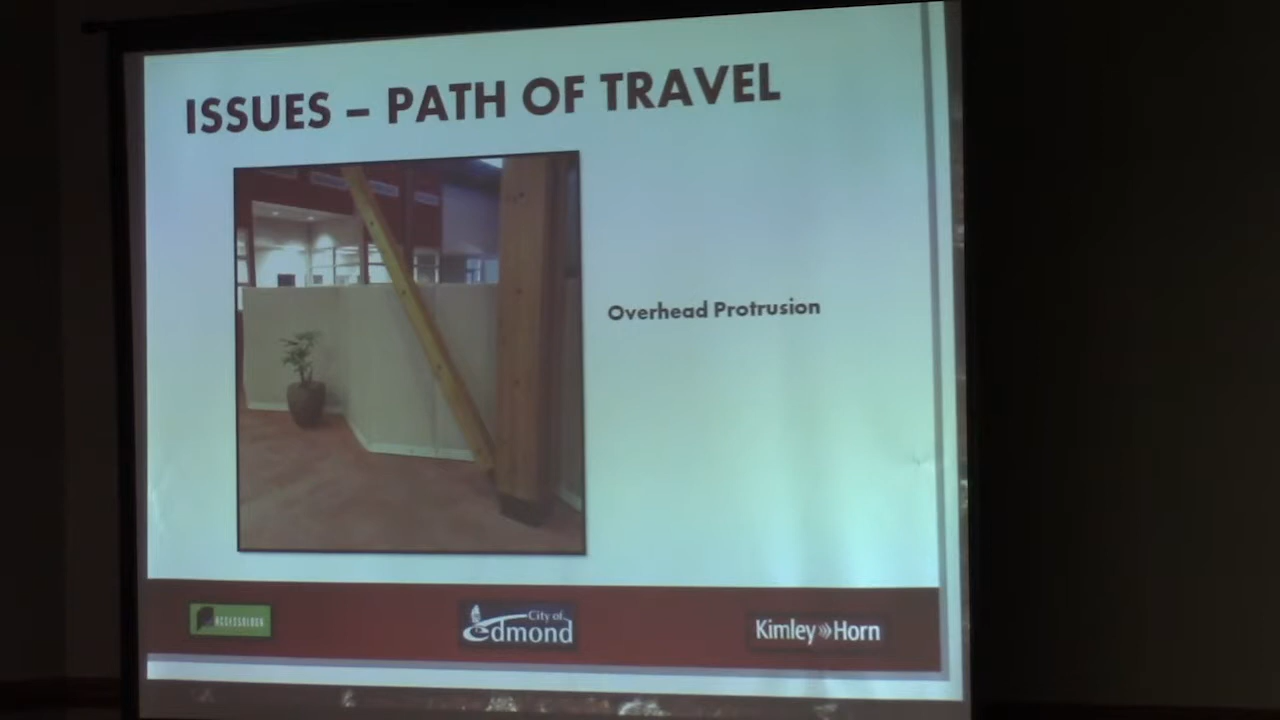 ISSUES – PATH OF TRAVEL
Overhead Protrusion
City of
Edmond
Kimley»Horn